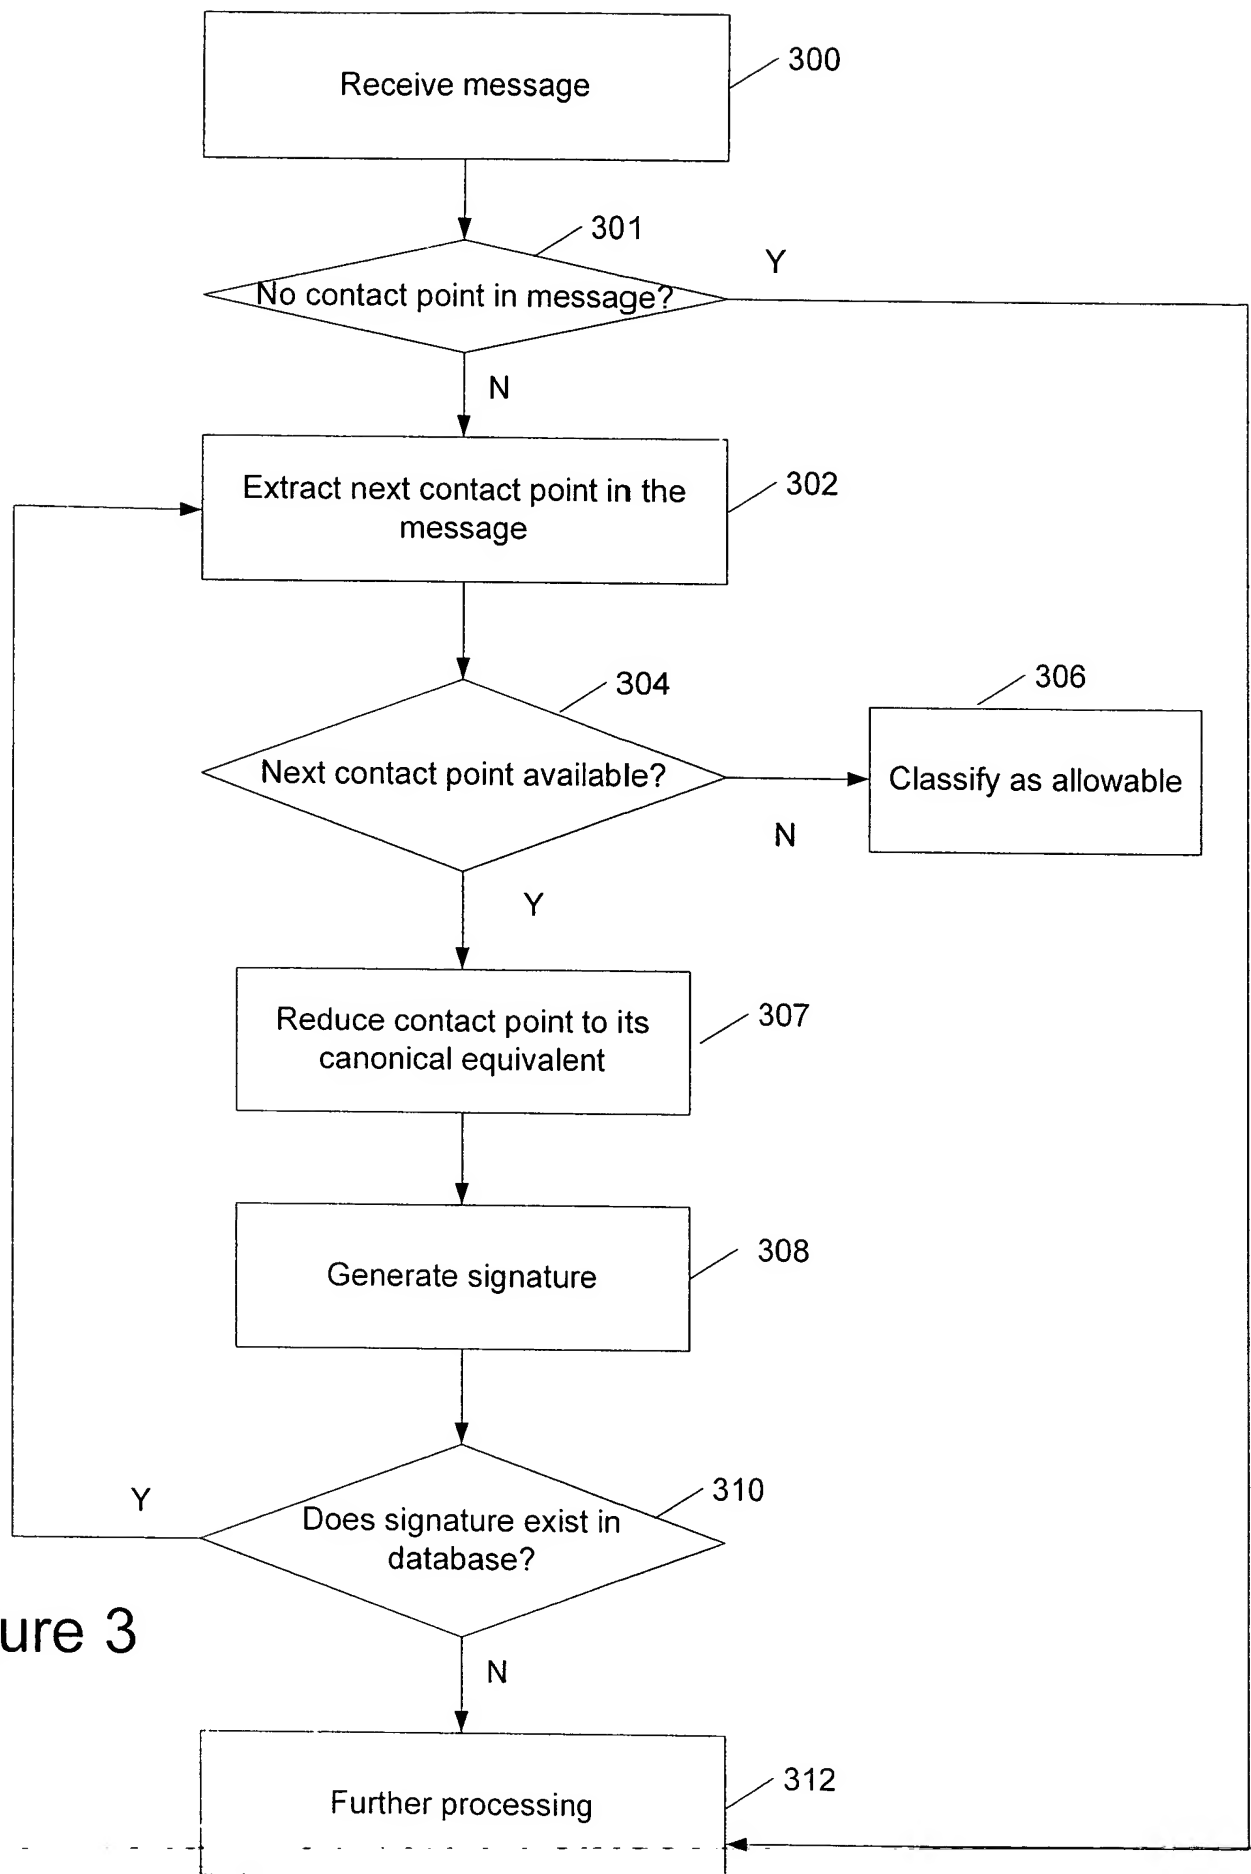 Receive message
300
301
Y
No contact point in message?
N
Extract next contact point in the
message
302
304
306
Next contact point available?
Classify as allowable
N
Y
Reduce contact point to its
canonical equivalent
307
Generate signature
308
Y
310
Does signature exist in
database?
ure 3
N
Further processing
312